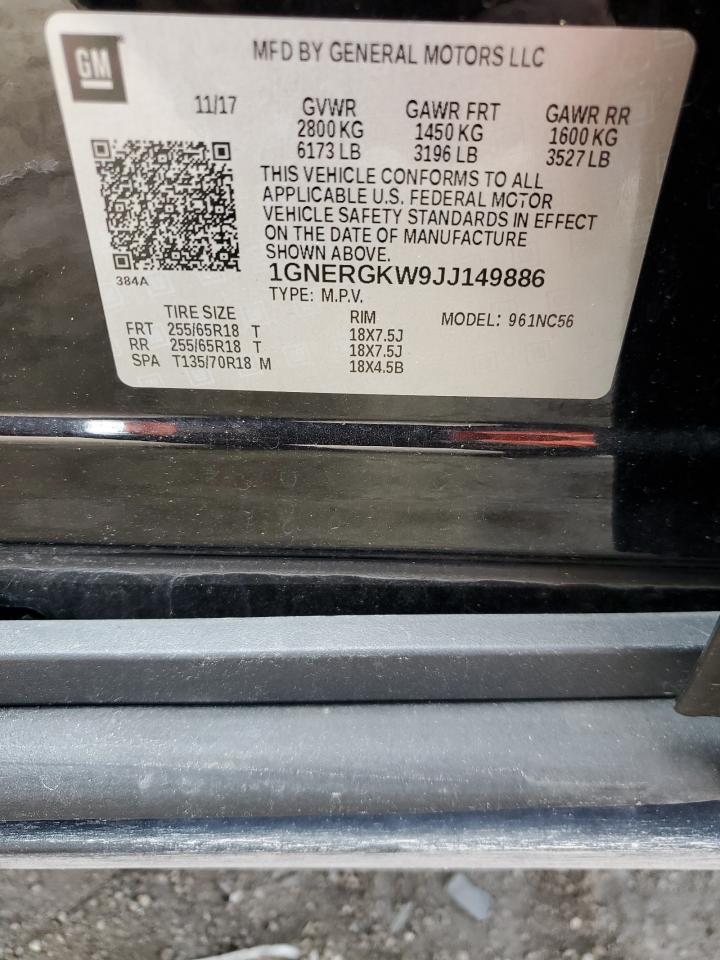 GM
MFD BY GENERAL MOTORS LLC
11/17 GVWR GAWR FRT GAWR RR
2800 KG 1450 KG 1600 KG
6173 LB 3196 LB 3527 LB
THIS VEHICLE CONFORMS TO ALL
APPLICABLE U.S. FEDERAL MOTOR
VEHICLE SAFETY STANDARDS IN EFFECT
ON THE DATE OF MANUFACTURE
SHOWN ABOVE.
384A
1GNERGKW9JJ149886
TYPE: M.P.V.
TIRE SIZE RIM MODEL: 961NC56
FRT 255/65R18 T 18X7.5J
RR 255/65R18 T 18X7.5J
SPA T135/70R18 M 18X4.5B